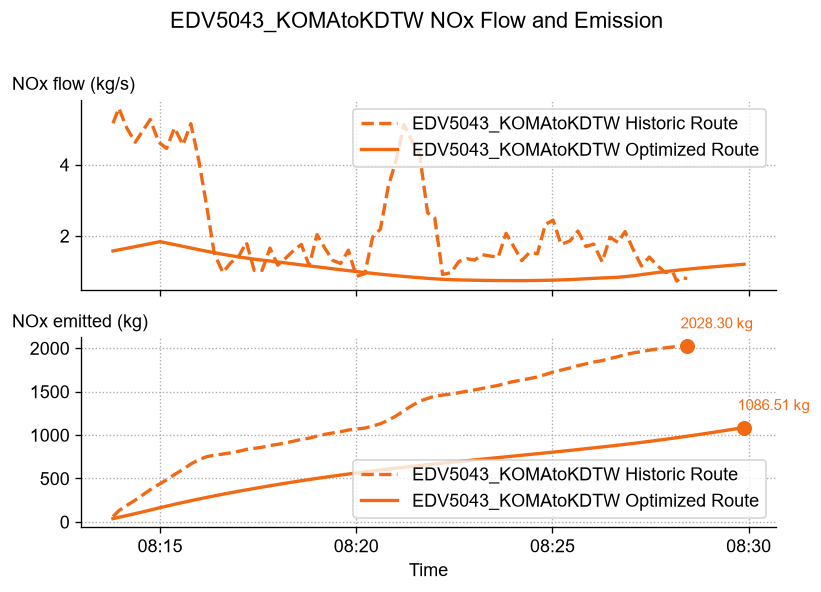 EDV5043_KOMAtoKDTW NOx Flow and Emission
NOx flow (kg/s)
EDV5043_KOMAtoKDTW Historic Route
EDV5043_KOMAtoKDTW Optimized Route
4
2
NOx emitted (kg)
2028.30 kg
2000
1500
1086.51 kg
1000
500
0
EDV5043_KOMAtoKDTW Historic Route
EDV5043_KOMAtoKDTW Optimized Route
08:15
08:20
08:25
08:30
Time